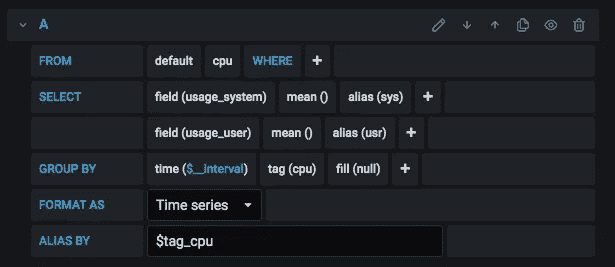 A
FROM default cpu WHERE +
SELECT field (usage_system) mean () alias (sys) +
field (usage_user) mean () alias (usr) +
GROUP BY time ($__interval) tag (cpu) fill (null) +
FORMAT AS Time series
ALIAS BY $tag_cpu